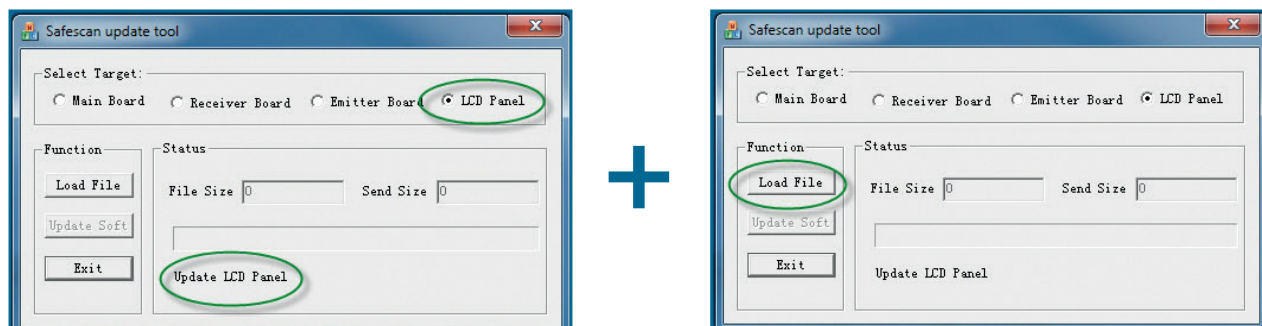 Safescan update tool
Select Target:
Main Board Receiver Board Emitter Board LCD Panel
Function Status
Load File File Size 0 Send Size 0
Update Soft
Exit Update LCD Panel
+
Safescan update tool
Select Target:
Main Board Receiver Board Emitter Board LCD Panel
Function Status
Load File File Size 0 Send Size 0
Update Soft
Exit Update LCD Panel